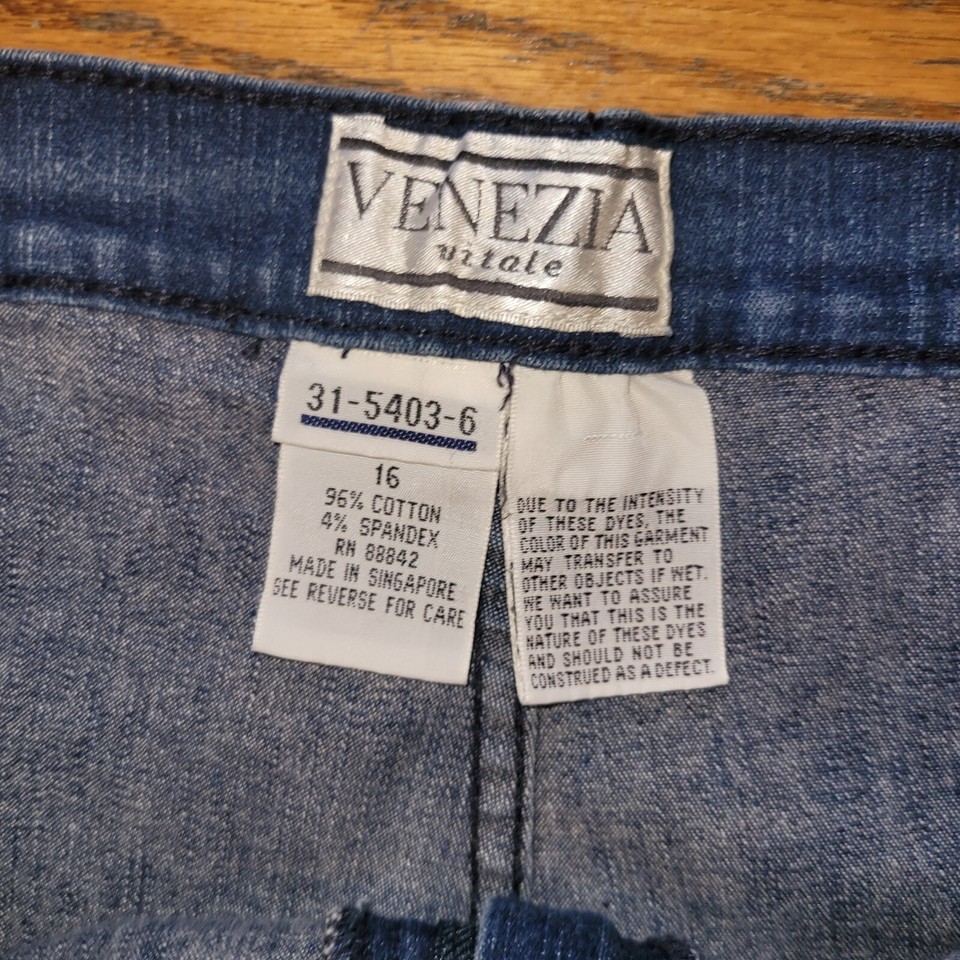 VENEZIA
vitale
31-5403-6
16
96% COTTON
4% SPANDEX
RN 88842
MADE IN SINGAPORE
SEE REVERSE FOR CARE
DUE TO THE INTENSITY
OF THESE DYES, THE
COLOR OF THIS GARMENT
MAY TRANSFER TO
OTHER OBJECTS IF WET.
WE WANT TO ASSURE
YOU THAT THIS IS THE
NATURE OF THESE DYES
AND SHOULD NOT BE
CONSTRUED AS A DEFECT.